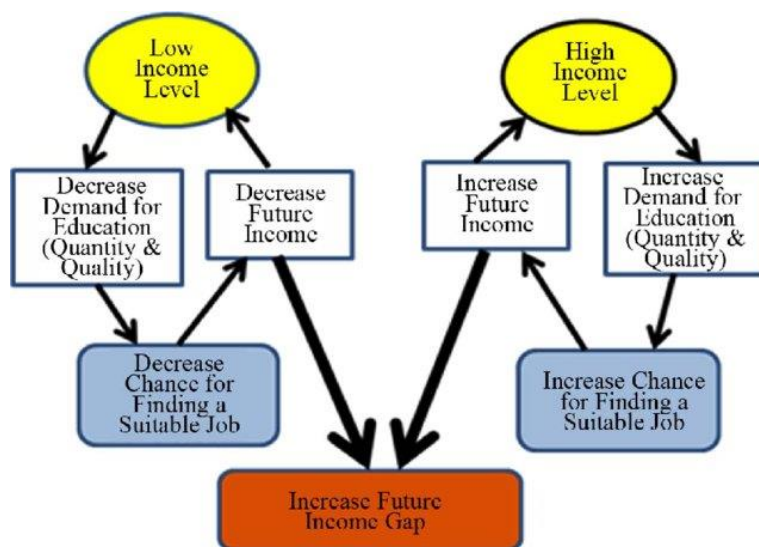 Low
Income
Level
High
Income
Level
Decrease
Demand for
Education
(Quantity &
Quality)
Decrease
Future
Income
Increase
Future
Income
Increase
Demand for
Education
(Quantity &
Quality)
Decrease
Chance for
Finding a
Suitable Job
Increase Chance
for Finding a
Suitable Job
Increase Future
Income Gap